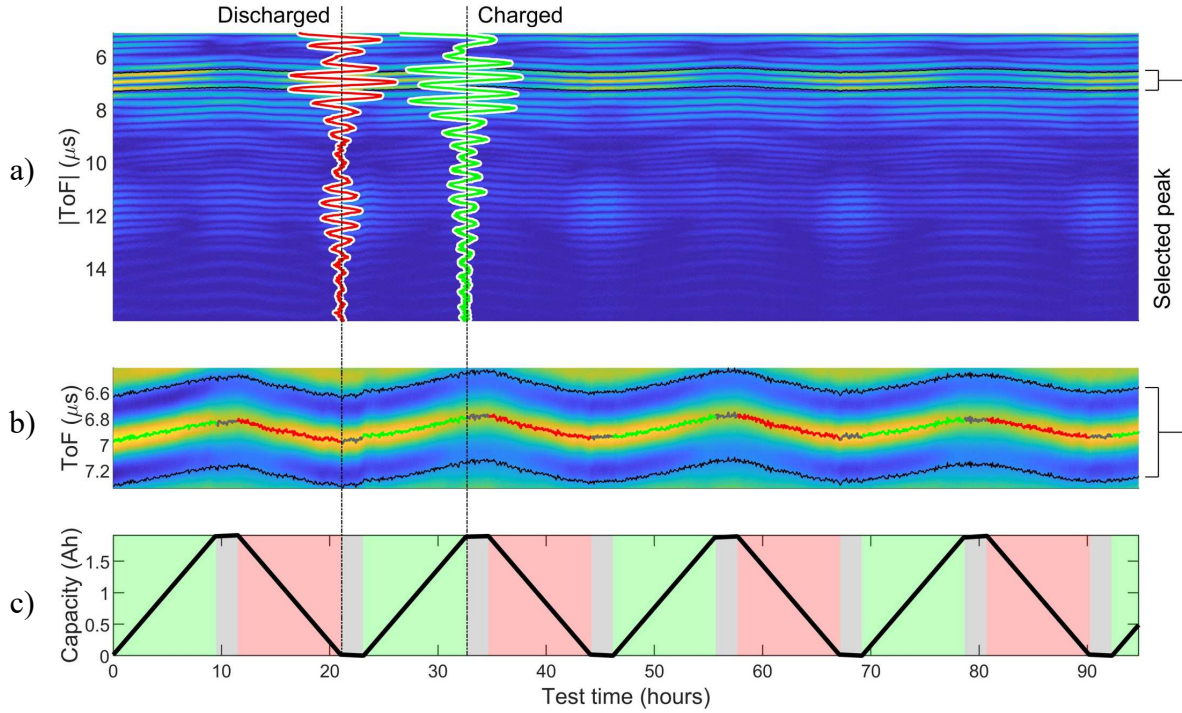 Discharged
Charged
a)
|ToF| (μs)
6
8
10
12
14
Selected peak
b)
ToF (μs)
6.6
6.8
7
7.2
c)
Capacity (Ah)
1.5
1
0.5
0
0 10 20 30 40 50 60 70 80 90
Test time (hours)